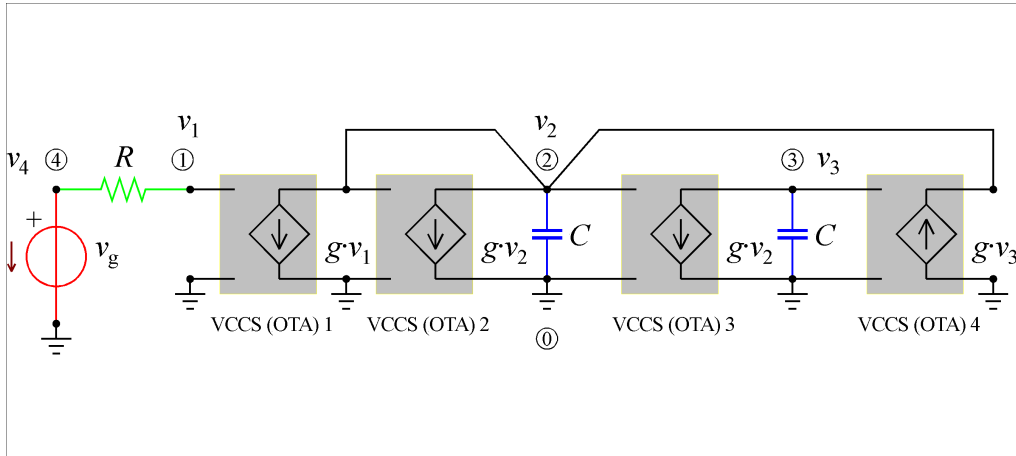 v1 v2
v4 ④ R ① ② ③ v3
+
vg g·v1 g·v2 C g·v2 C g·v3
VCCS (OTA) 1 VCCS (OTA) 2 VCCS (OTA) 3 VCCS (OTA) 4
⓪